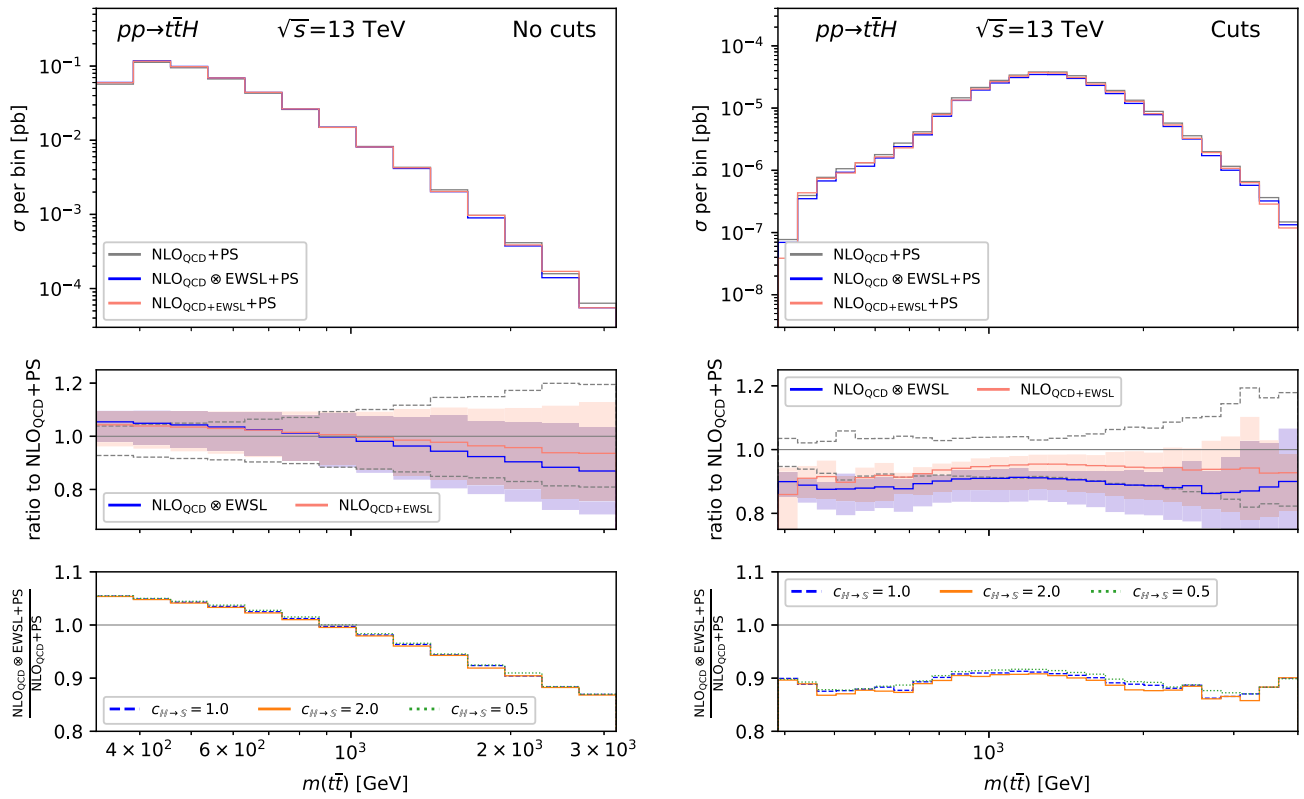 pp→tt̄H √s=13 TeV No cuts
σ per bin [pb]
10⁻¹
10⁻²
10⁻³
10⁻⁴
NLO_QCD+PS
NLO_QCD ⊗ EWSL+PS
NLO_QCD+EWSL+PS
ratio to NLO_QCD+PS
1.2
1.0
0.8
NLO_QCD ⊗ EWSL NLO_QCD+EWSL
NLO_QCD ⊗ EWSL+PS
NLO_QCD+PS
1.1
1.0
0.9
0.8
c_ℍ→𝕊 = 1.0 c_ℍ→𝕊 = 2.0 c_ℍ→𝕊 = 0.5
4 × 10² 6 × 10² 10³ 2 × 10³ 3 × 10³
m(tt̄) [GeV]
pp→tt̄H √s=13 TeV Cuts
σ per bin [pb]
10⁻⁴
10⁻⁵
10⁻⁶
10⁻⁷
10⁻⁸
NLO_QCD+PS
NLO_QCD ⊗ EWSL+PS
NLO_QCD+EWSL+PS
ratio to NLO_QCD+PS
1.2
1.0
0.8
NLO_QCD ⊗ EWSL NLO_QCD+EWSL
NLO_QCD ⊗ EWSL+PS
NLO_QCD+PS
1.1
1.0
0.9
0.8
c_ℍ→𝕊 = 1.0 c_ℍ→𝕊 = 2.0 c_ℍ→𝕊 = 0.5
10³
m(tt̄) [GeV]